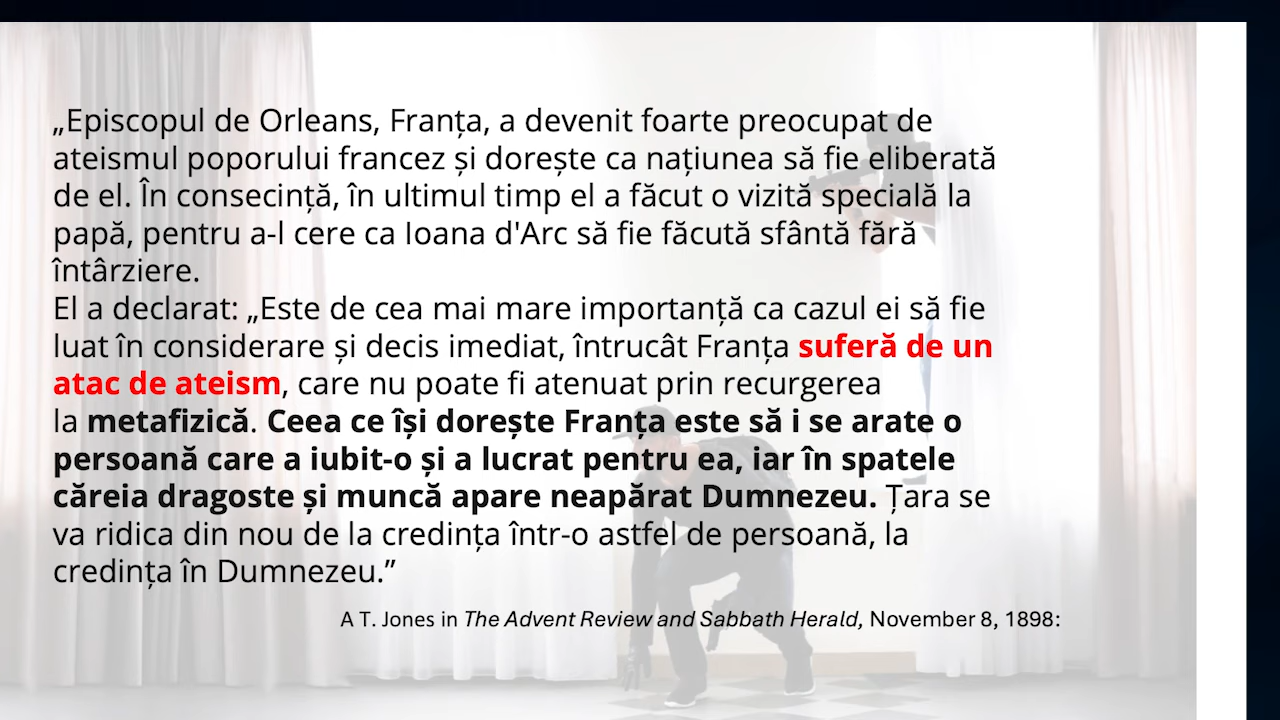 „Episcopul de Orleans, Franța, a devenit foarte preocupat de
ateismul poporului francez și dorește ca națiunea să fie eliberată
de el. În consecință, în ultimul timp el a făcut o vizită specială la
papă, pentru a-l cere ca Ioana d'Arc să fie făcută sfântă fără
întârziere.
El a declarat: „Este de cea mai mare importanță ca cazul ei să fie
luat în considerare și decis imediat, întrucât Franța suferă de un
atac de ateism, care nu poate fi atenuat prin recurgerea
la metafizică. Ceea ce își dorește Franța este să i se arate o
persoană care a iubit-o și a lucrat pentru ea, iar în spatele
căreia dragoste și muncă apare neapărat Dumnezeu. Țara se
va ridica din nou de la credința într-o astfel de persoană, la
credința în Dumnezeu.”
A T. Jones in The Advent Review and Sabbath Herald, November 8, 1898: